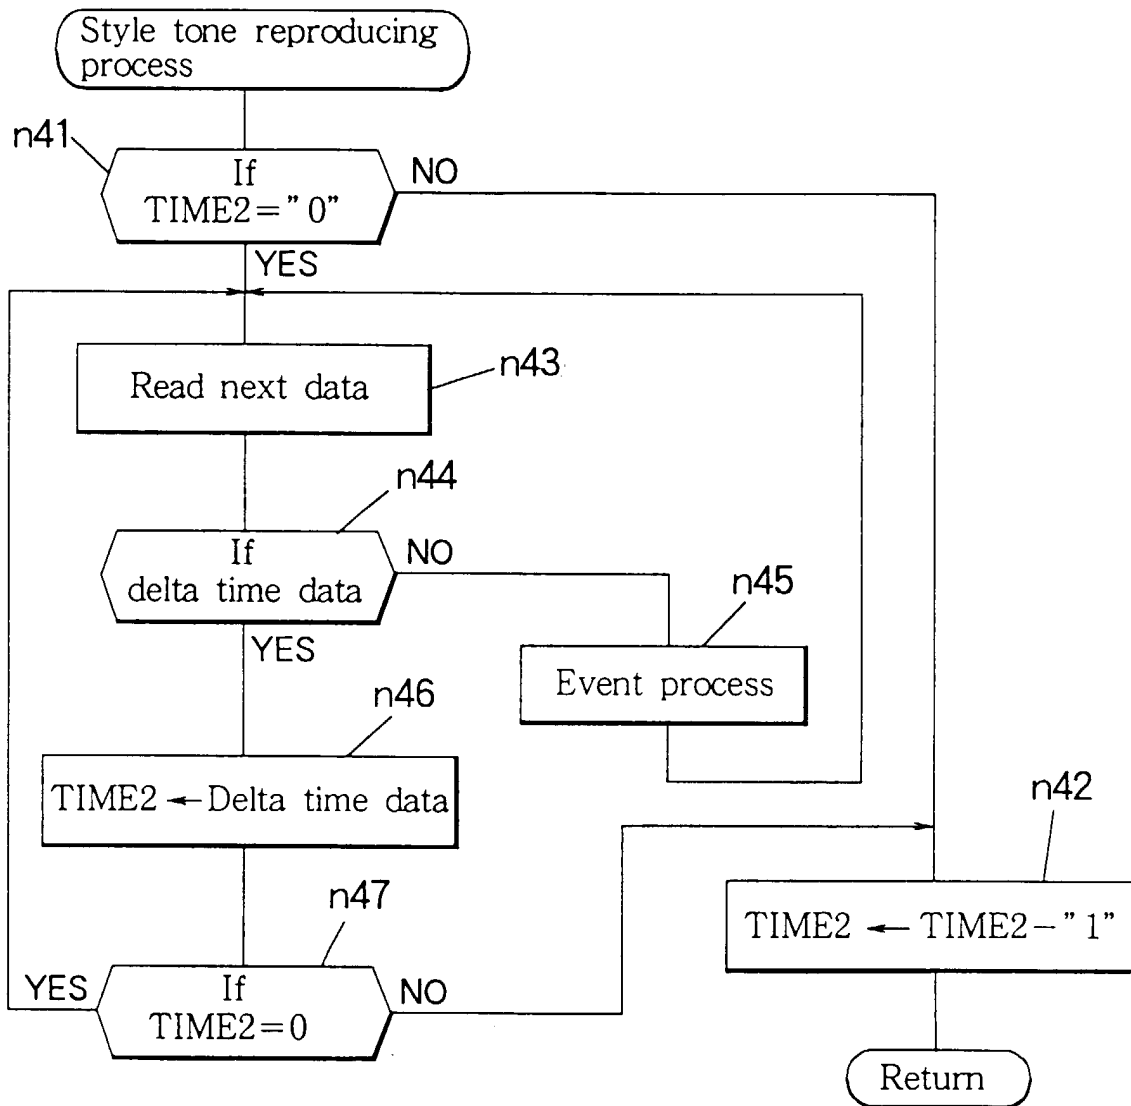 Style tone reproducing
process
n41
If
TIME2="0"
NO
YES
Read next data
n43
n44
If
delta time data
NO
YES
n45
Event process
n46
TIME2 ← Delta time data
n42
TIME2 ← TIME2-"1"
n47
If
TIME2=0
YES
NO
Return